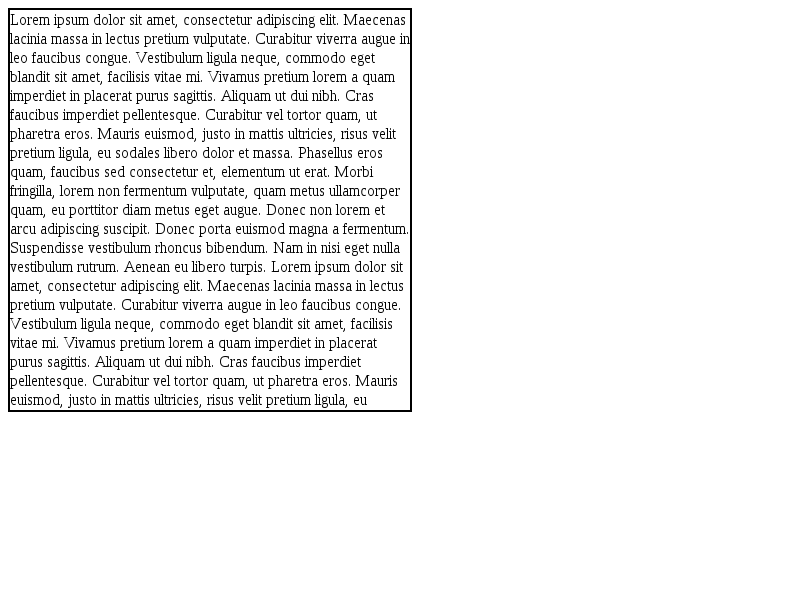 Lorem ipsum dolor sit amet, consectetur adipiscing elit. Maecenas
lacinia massa in lectus pretium vulputate. Curabitur viverra augue in
leo faucibus congue. Vestibulum ligula neque, commodo eget
blandit sit amet, facilisis vitae mi. Vivamus pretium lorem a quam
imperdiet in placerat purus sagittis. Aliquam ut dui nibh. Cras
faucibus imperdiet pellentesque. Curabitur vel tortor quam, ut
pharetra eros. Mauris euismod, justo in mattis ultricies, risus velit
pretium ligula, eu sodales libero dolor et massa. Phasellus eros
quam, faucibus sed consectetur et, elementum ut erat. Morbi
fringilla, lorem non fermentum vulputate, quam metus ullamcorper
quam, eu porttitor diam metus eget augue. Donec non lorem et
arcu adipiscing suscipit. Donec porta euismod magna a fermentum.
Suspendisse vestibulum rhoncus bibendum. Nam in nisi eget nulla
vestibulum rutrum. Aenean eu libero turpis. Lorem ipsum dolor sit
amet, consectetur adipiscing elit. Maecenas lacinia massa in lectus
pretium vulputate. Curabitur viverra augue in leo faucibus congue.
Vestibulum ligula neque, commodo eget blandit sit amet, facilisis
vitae mi. Vivamus pretium lorem a quam imperdiet in placerat
purus sagittis. Aliquam ut dui nibh. Cras faucibus imperdiet
pellentesque. Curabitur vel tortor quam, ut pharetra eros. Mauris
euismod, justo in mattis ultricies, risus velit pretium ligula, eu